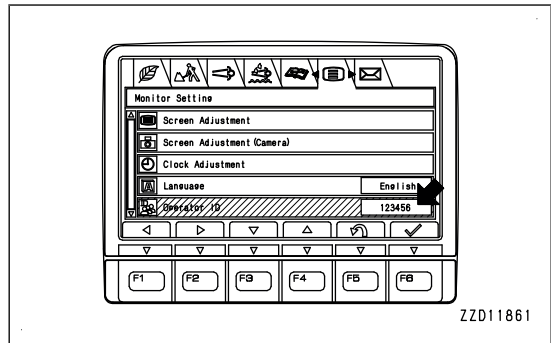 Monitor Setting
Screen Adjustment
Screen Adjustment (Camera)
Clock Adjustment
A Language English
ID Operator ID 123456
F1 F2 F3 F4 F5 F6
ZZD11861